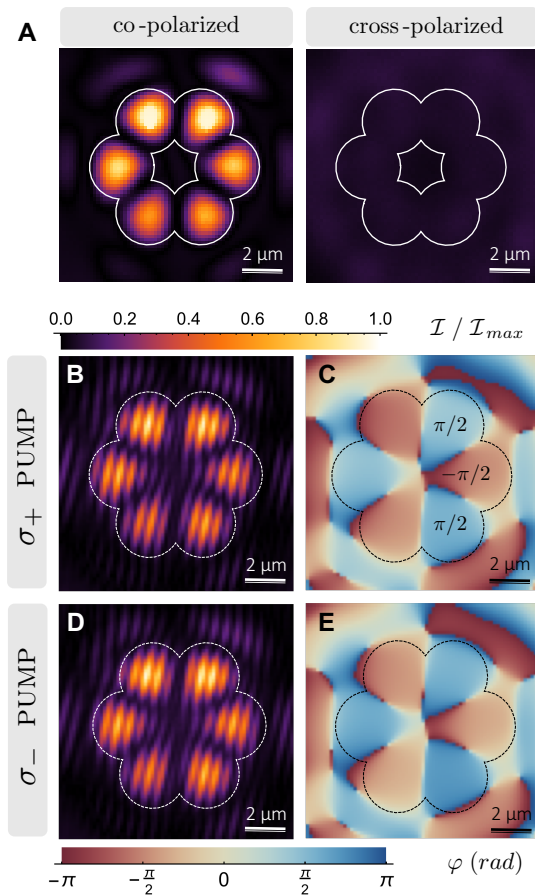 co-polarized
cross-polarized
A
2 μm
2 μm
0.0 0.2 0.4 0.6 0.8 1.0
I / I_max
σ+ PUMP
B
2 μm
C
π/2
−π/2
π/2
2 μm
σ− PUMP
D
2 μm
E
2 μm
−π −π/2 0 π/2 π
φ (rad)